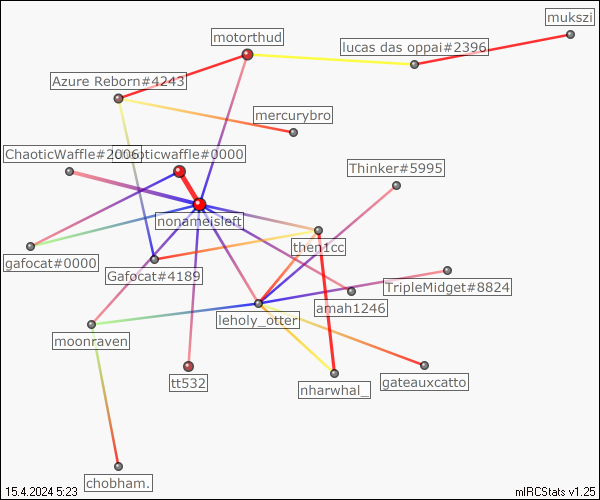 mukszi
motorthud
lucas das oppai#2396
Azure Reborn#4243
mercurybro
ChaoticWaffle#2006
oticwaffle#0000
Thinker#5995
nonameisleft
then1cc
gafocat#0000
Gafocat#4189
TripleMidget#8824
amah1246
leholy_otter
moonraven
tt532
nharwhal_
gateauxcatto
chobham.
15.4.2024 5:23
mIRCStats v1.25